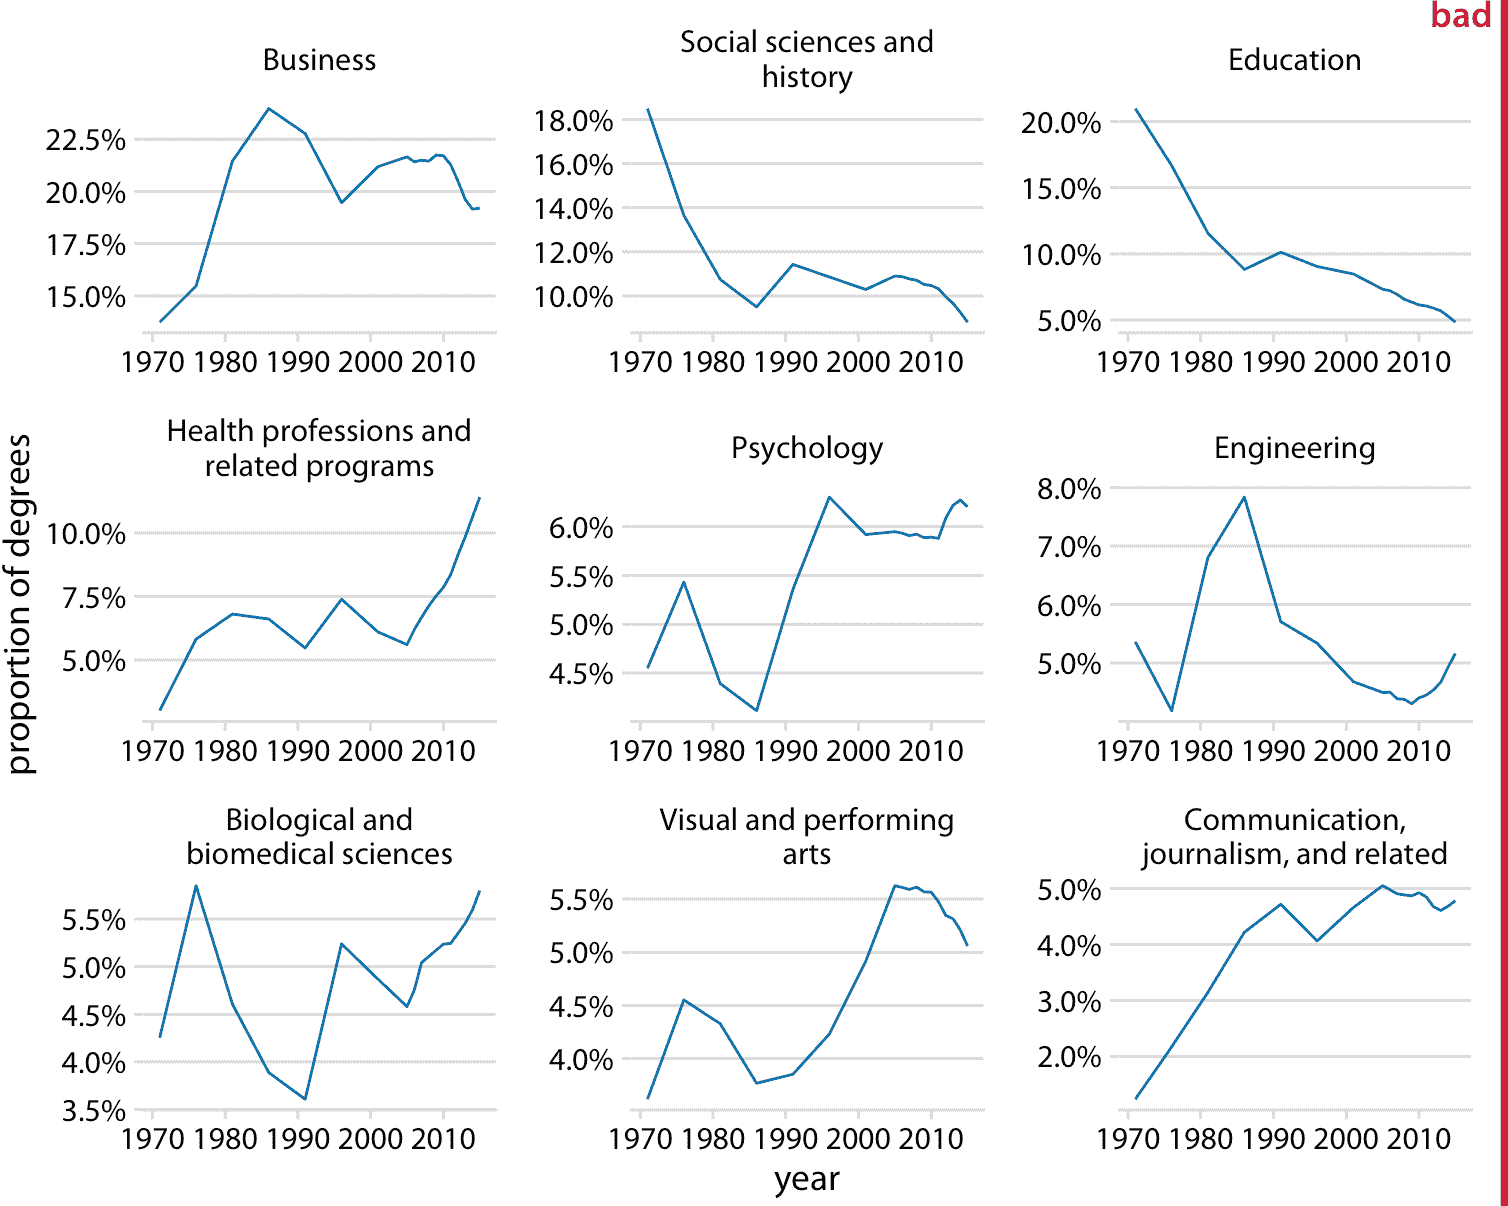 bad
Business
22.5%
20.0%
17.5%
15.0%
1970 1980 1990 2000 2010
Social sciences and
history
18.0%
16.0%
14.0%
12.0%
10.0%
1970 1980 1990 2000 2010
Education
20.0%
15.0%
10.0%
5.0%
1970 1980 1990 2000 2010
proportion of degrees
Health professions and
related programs
10.0%
7.5%
5.0%
1970 1980 1990 2000 2010
Psychology
6.0%
5.5%
5.0%
4.5%
1970 1980 1990 2000 2010
Engineering
8.0%
7.0%
6.0%
5.0%
1970 1980 1990 2000 2010
Biological and
biomedical sciences
5.5%
5.0%
4.5%
4.0%
3.5%
1970 1980 1990 2000 2010
Visual and performing
arts
5.5%
5.0%
4.5%
4.0%
1970 1980 1990 2000 2010
Communication,
journalism, and related
5.0%
4.0%
3.0%
2.0%
1970 1980 1990 2000 2010
year